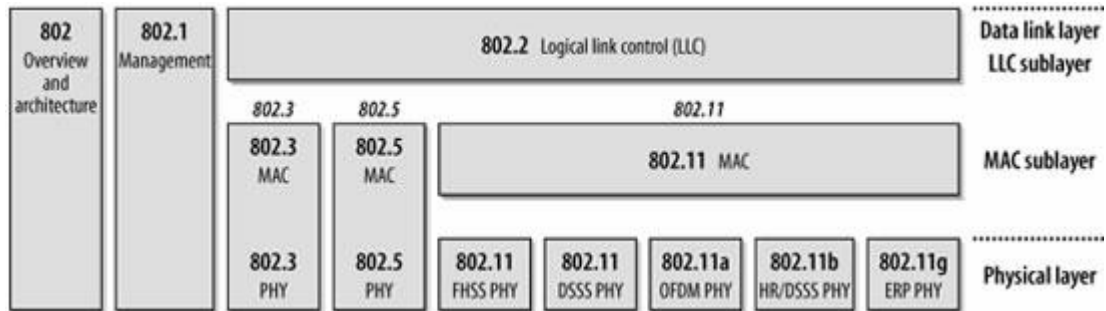 802
Overview
and
architecture
802.1
Management
802.2 Logical link control (LLC)
Data link layer
LLC sublayer
802.3
802.5
802.11
802.3
MAC
802.5
MAC
802.11 MAC
MAC sublayer
802.3
PHY
802.5
PHY
802.11
FHSS PHY
802.11
DSSS PHY
802.11a
OFDM PHY
802.11b
HR/DSSS PHY
802.11g
ERP PHY
Physical layer